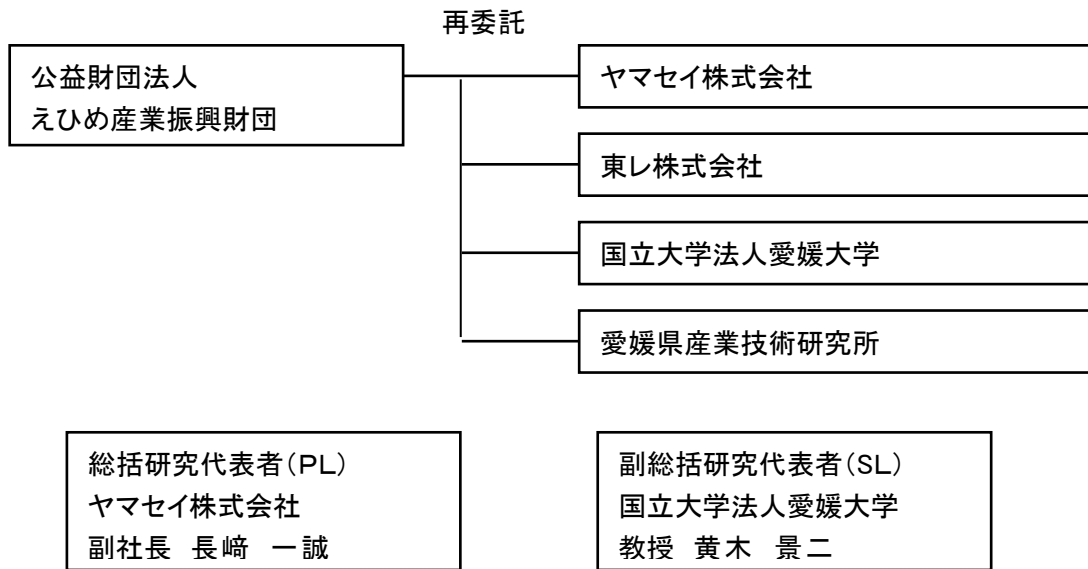 再委託
公益財団法人
えひめ産業振興財団
ヤマセイ株式会社
東レ株式会社
国立大学法人愛媛大学
愛媛県産業技術研究所
総括研究代表者(PL)
ヤマセイ株式会社
副社長 長﨑 一誠
副総括研究代表者(SL)
国立大学法人愛媛大学
教授 黄木 景二